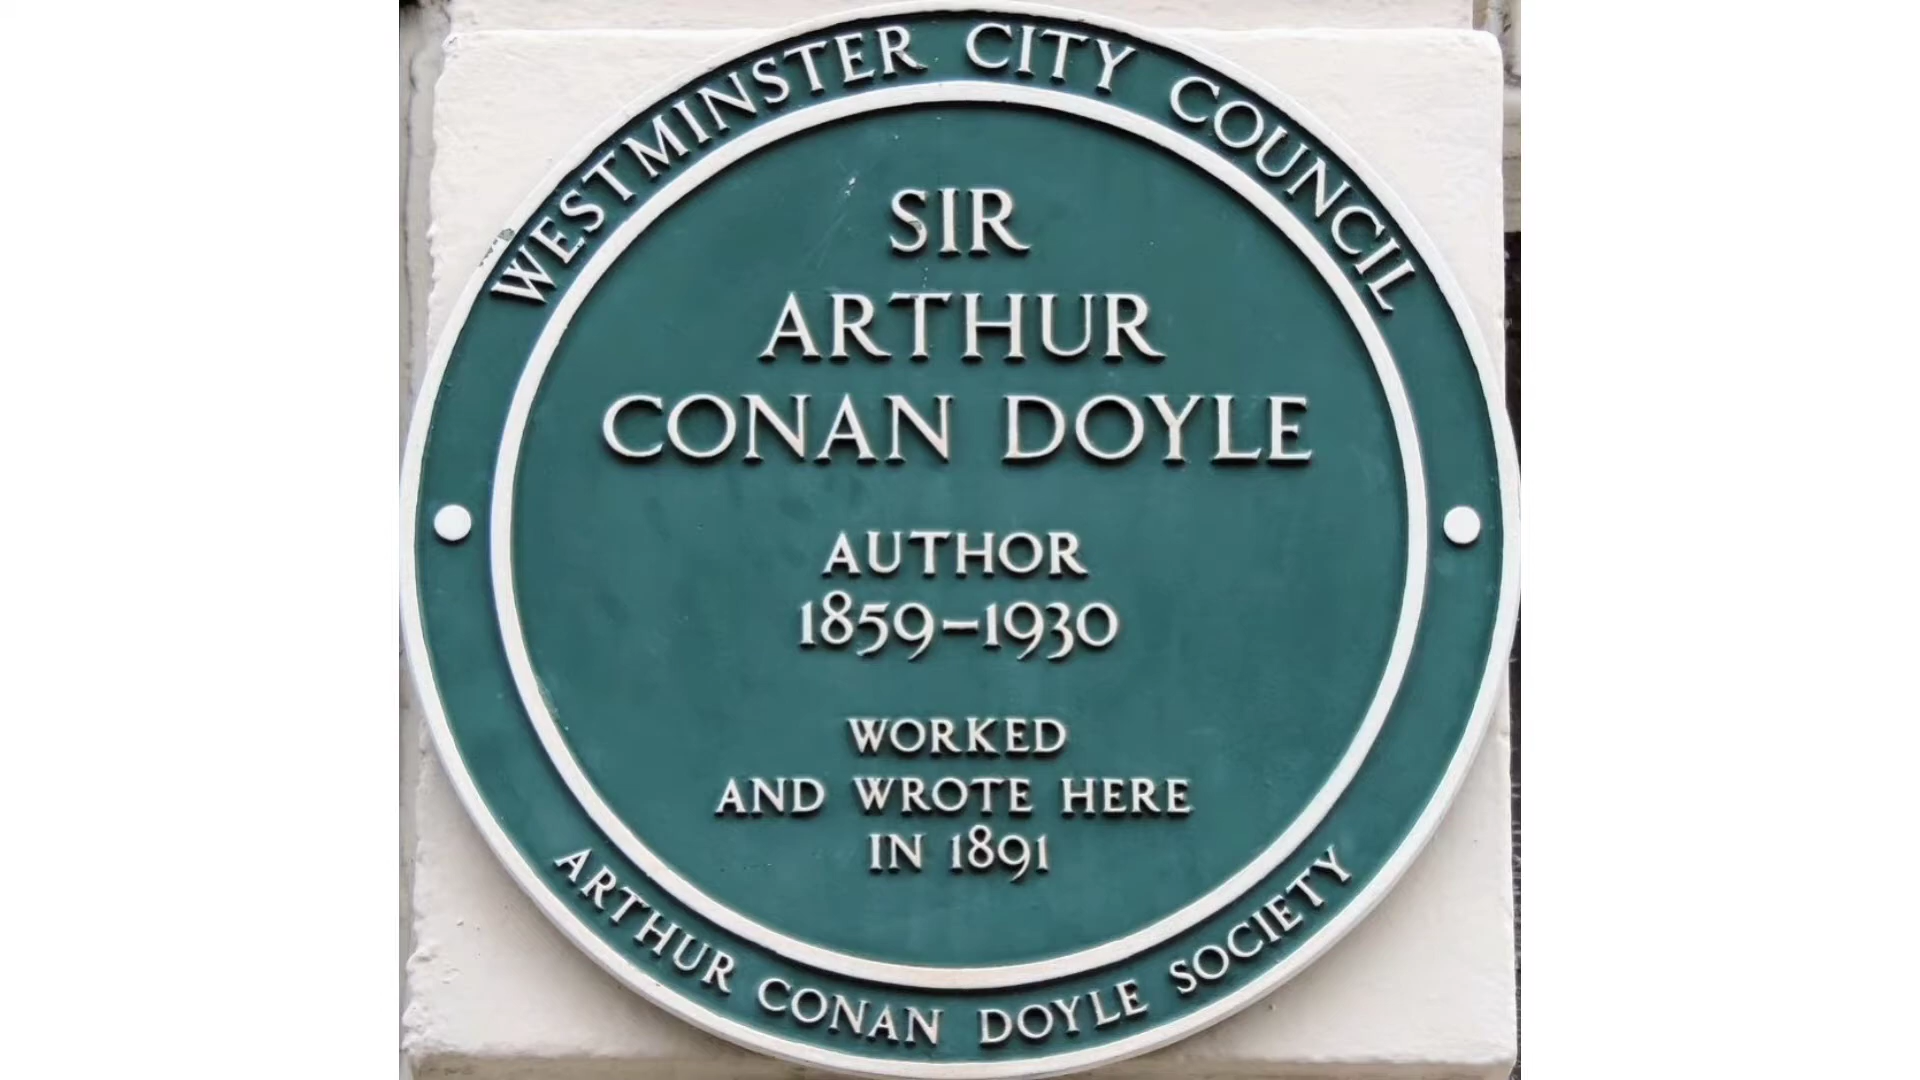 WESTMINSTER CITY COUNCIL
SIR
ARTHUR
CONAN DOYLE
AUTHOR
1859–1930
WORKED
AND WROTE HERE
IN 1891
ARTHUR CONAN DOYLE SOCIETY